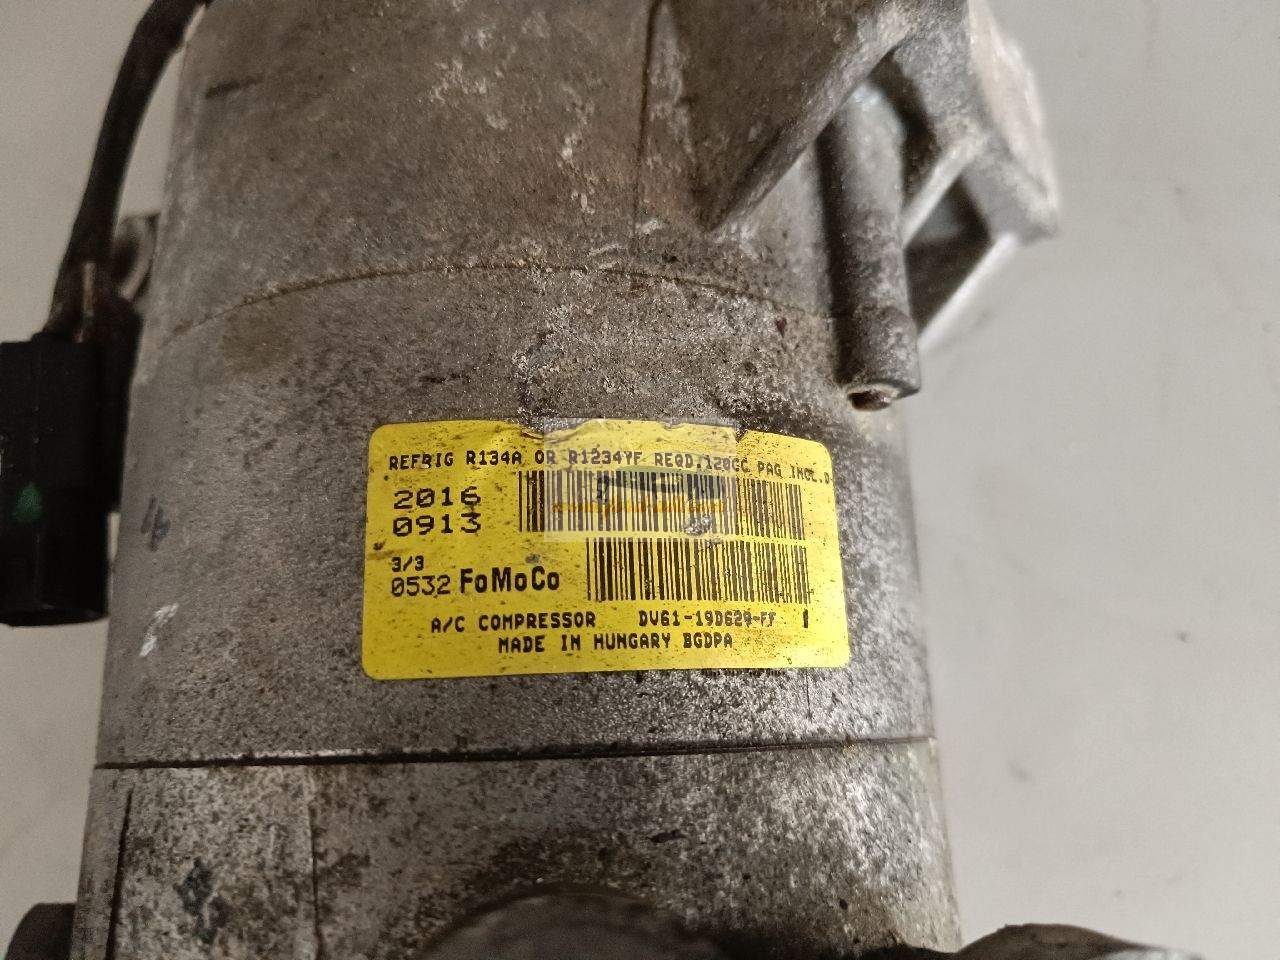 REFRIG R134A OR R1234YF REQD.120CC PAG INCL.D
2016
0913
3/3
0532 FoMoCo
A/C COMPRESSOR DV61-19D629-FF
MADE IN HUNGARY BGDPA